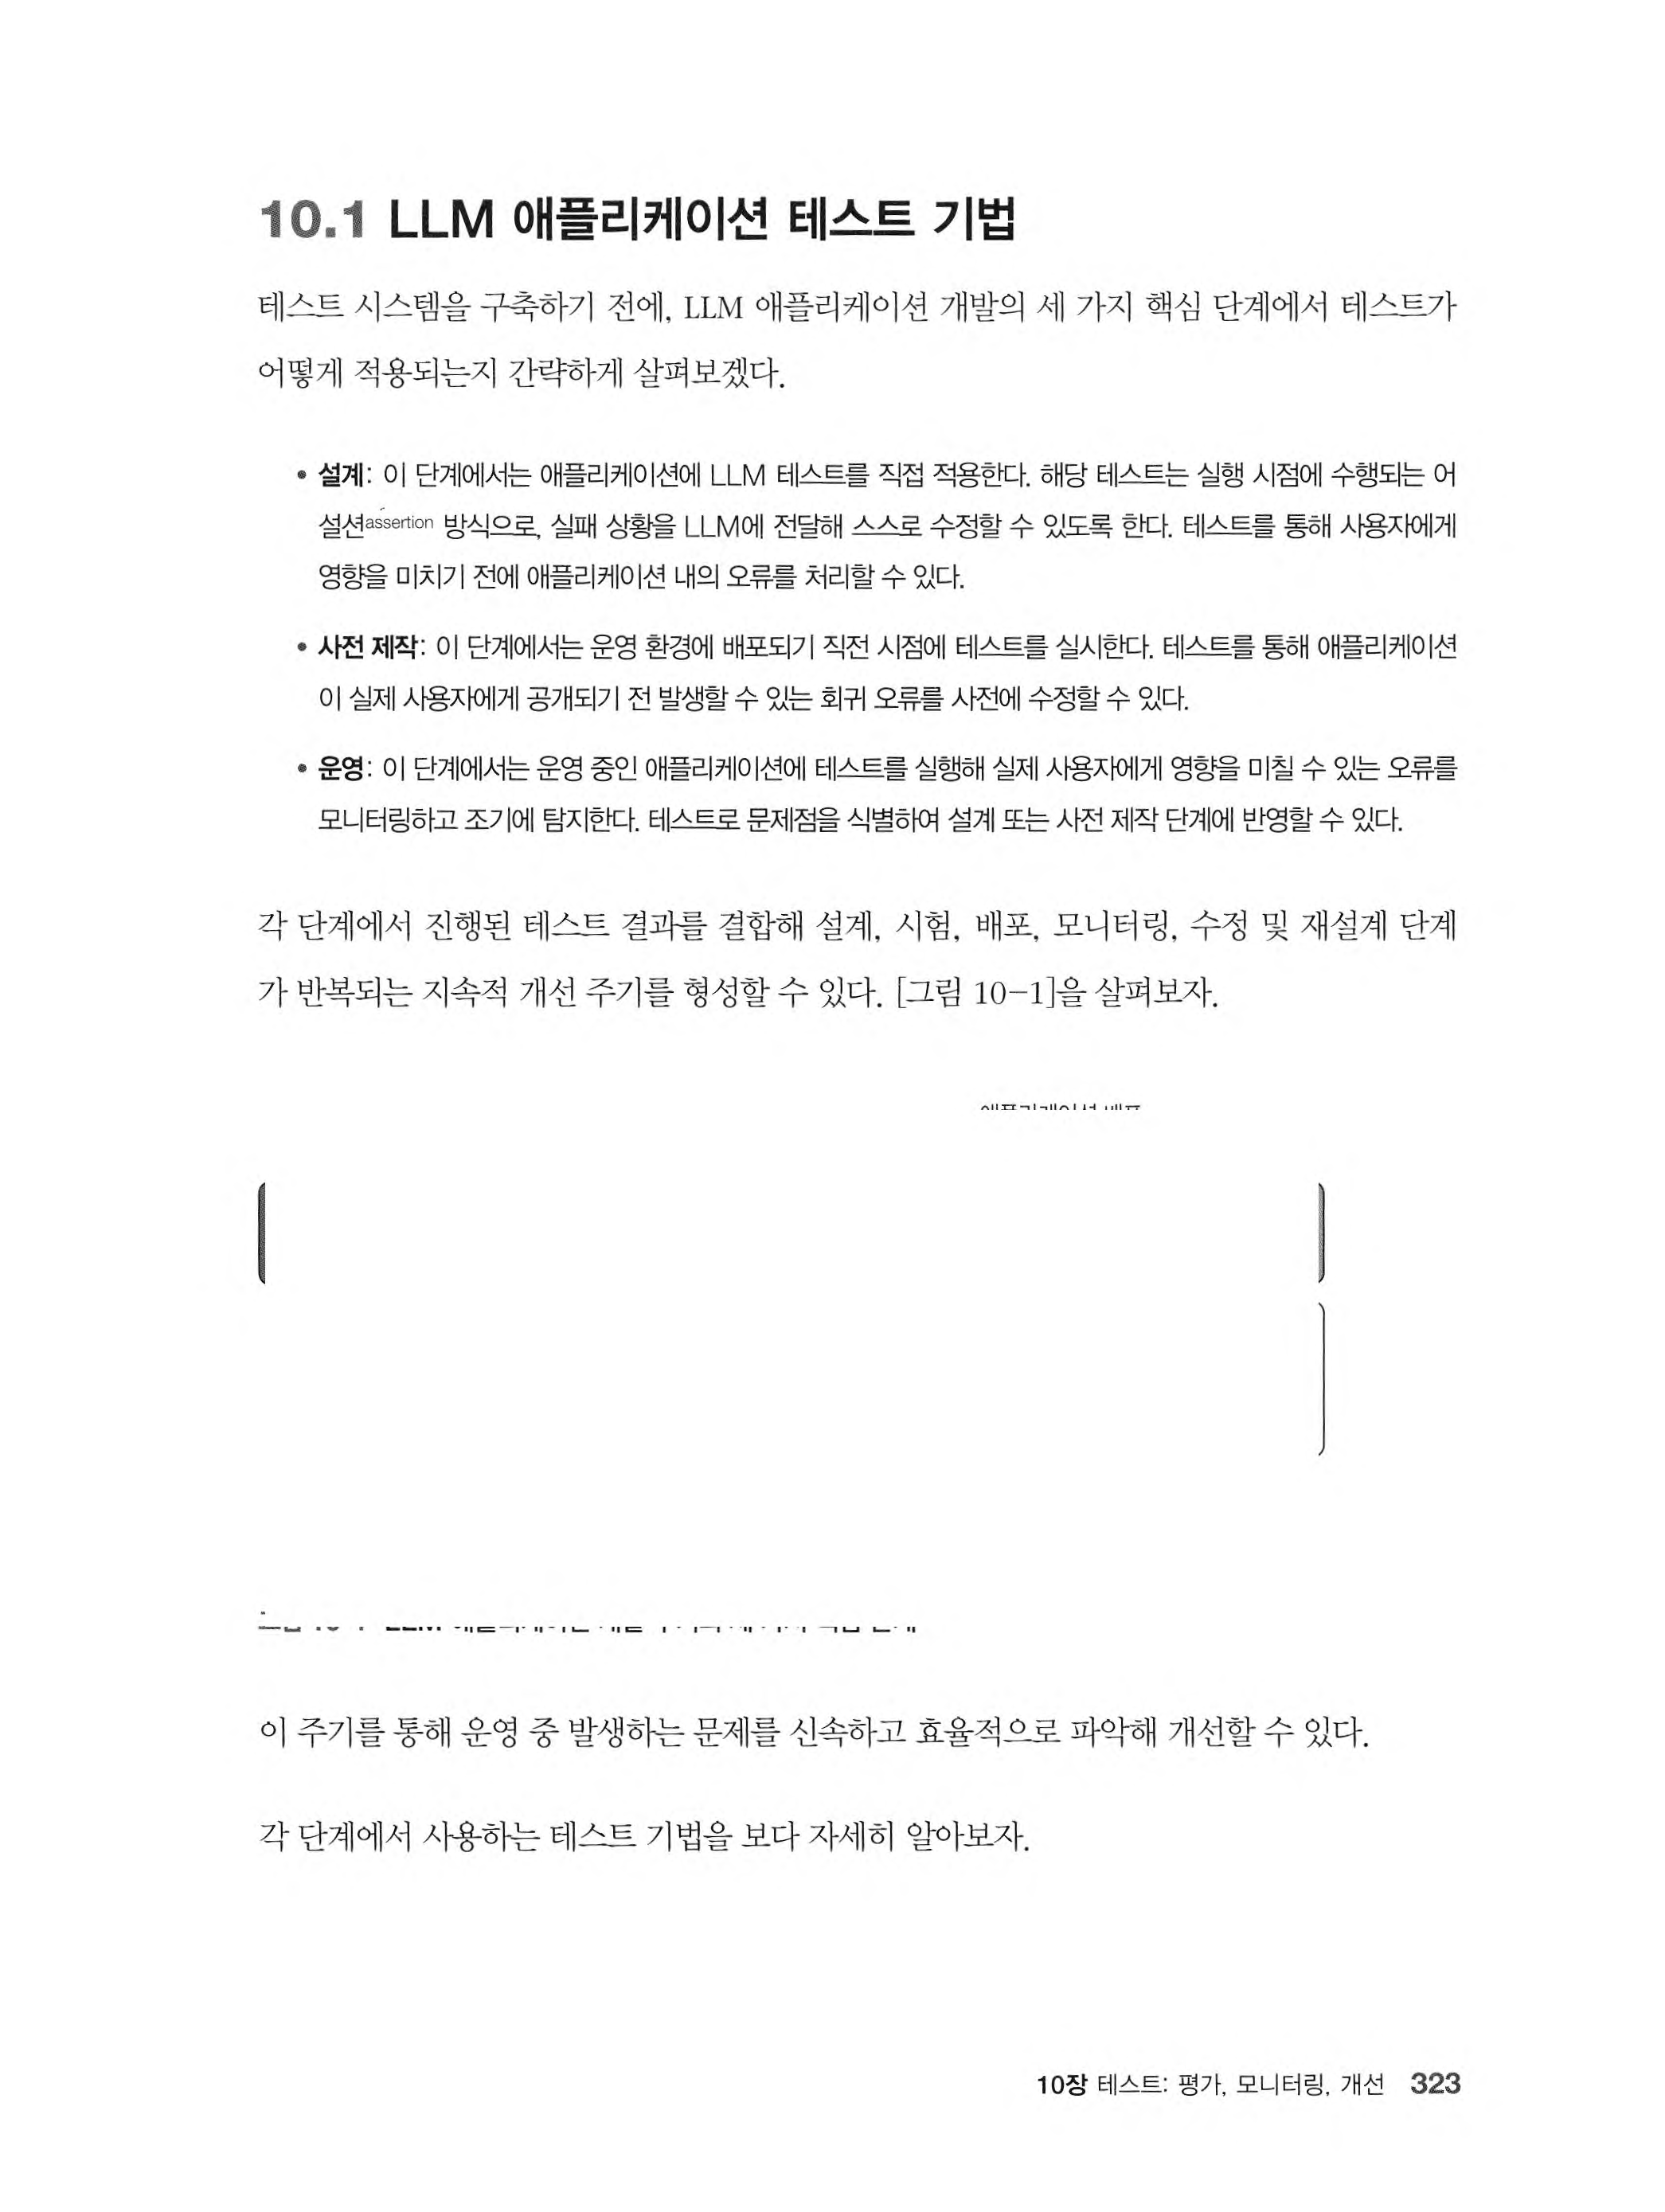 10.1 LLM 애플리케이션 테스트 기법
테스트 시스템을 구축하기 전에, LLM 애플리케이션 개발의 세 가지 핵심 단계에서 테스트가
어떻게 적용되는지 간략하게 살펴보겠다.
• 설계: 이 단계에서는 애플리케이션에 LLM 테스트를 직접 적용한다. 해당 테스트는 실행 시점에 수행되는 어
설션assertion 방식으로, 실패 상황을 LLM에 전달해 스스로 수정할 수 있도록 한다. 테스트를 통해 사용자에게
영향을 미치기 전에 애플리케이션 내의 오류를 처리할 수 있다.
• 사전 제작: 이 단계에서는 운영 환경에 배포되기 직전 시점에 테스트를 실시한다. 테스트를 통해 애플리케이션
이 실제 사용자에게 공개되기 전 발생할 수 있는 회귀 오류를 사전에 수정할 수 있다.
• 운영: 이 단계에서는 운영 중인 애플리케이션에 테스트를 실행해 실제 사용자에게 영향을 미칠 수 있는 오류를
모니터링하고 조기에 탐지한다. 테스트로 문제점을 식별하여 설계 또는 사전 제작 단계에 반영할 수 있다.
각 단계에서 진행된 테스트 결과를 결합해 설계, 시험, 배포, 모니터링, 수정 및 재설계 단계
가 반복되는 지속적 개선 주기를 형성할 수 있다. [그림 10-1]을 살펴보자.
이 주기를 통해 운영 중 발생하는 문제를 신속하고 효율적으로 파악해 개선할 수 있다.
각 단계에서 사용하는 테스트 기법을 보다 자세히 알아보자.
10장 테스트: 평가, 모니터링, 개선 323